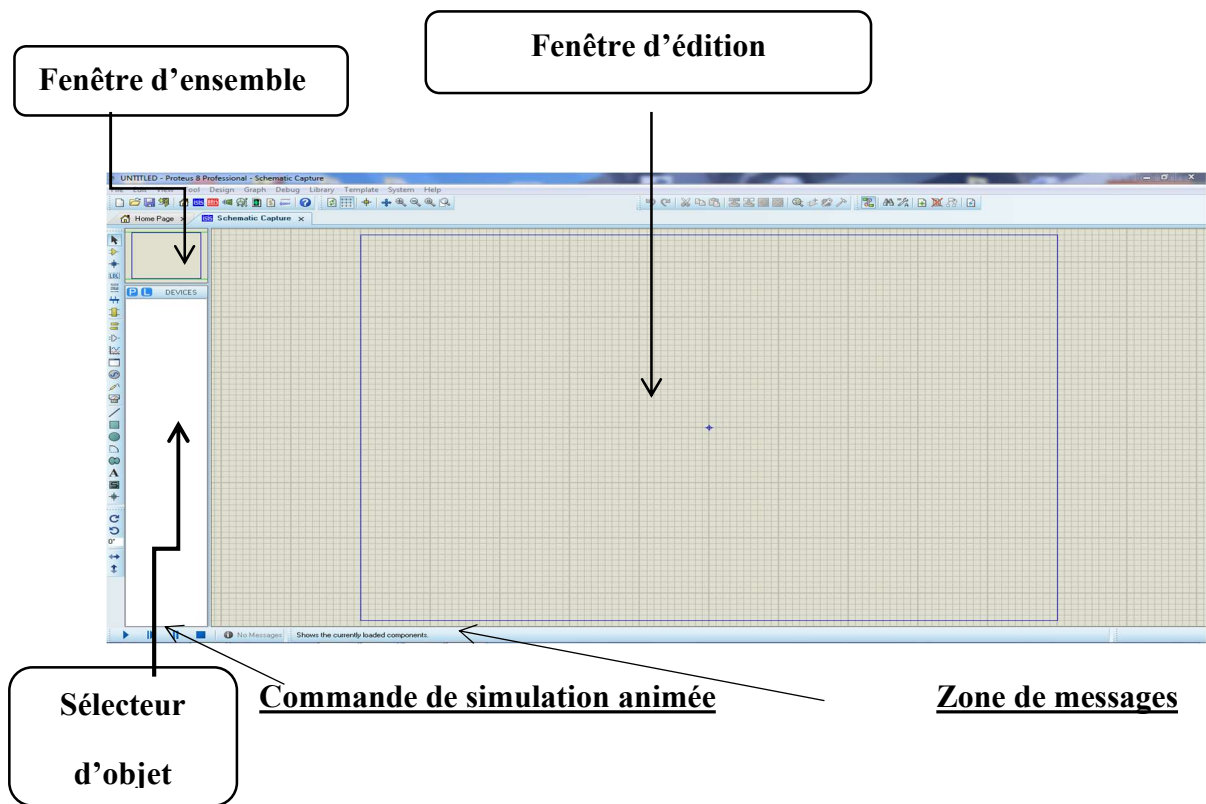 Fenêtre d’édition
Fenêtre d’ensemble
UNTITLED - Proteus 8 Professional - Schematic Capture
File Edit View Tool Design Graph Debug Library Template System Help
Home Page x Schematic Capture x
LBL
P L DEVICES
A
S
0°
No Messages Shows the currently loaded components.
Commande de simulation animée
Zone de messages
Sélecteur
d’objet